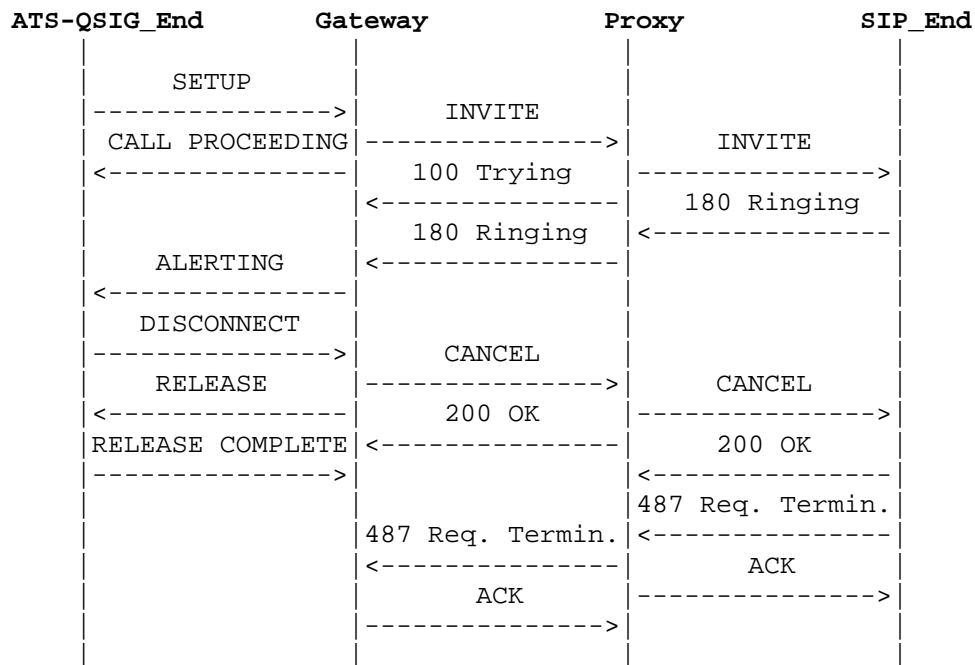 ATS-QSIG_End Gateway Proxy SIP_End
SETUP
INVITE
CALL PROCEEDING INVITE
100 Trying
180 Ringing
180 Ringing
ALERTING
DISCONNECT
CANCEL
RELEASE CANCEL
200 OK
RELEASE COMPLETE 200 OK
487 Req. Termin.
487 Req. Termin.
ACK
ACK